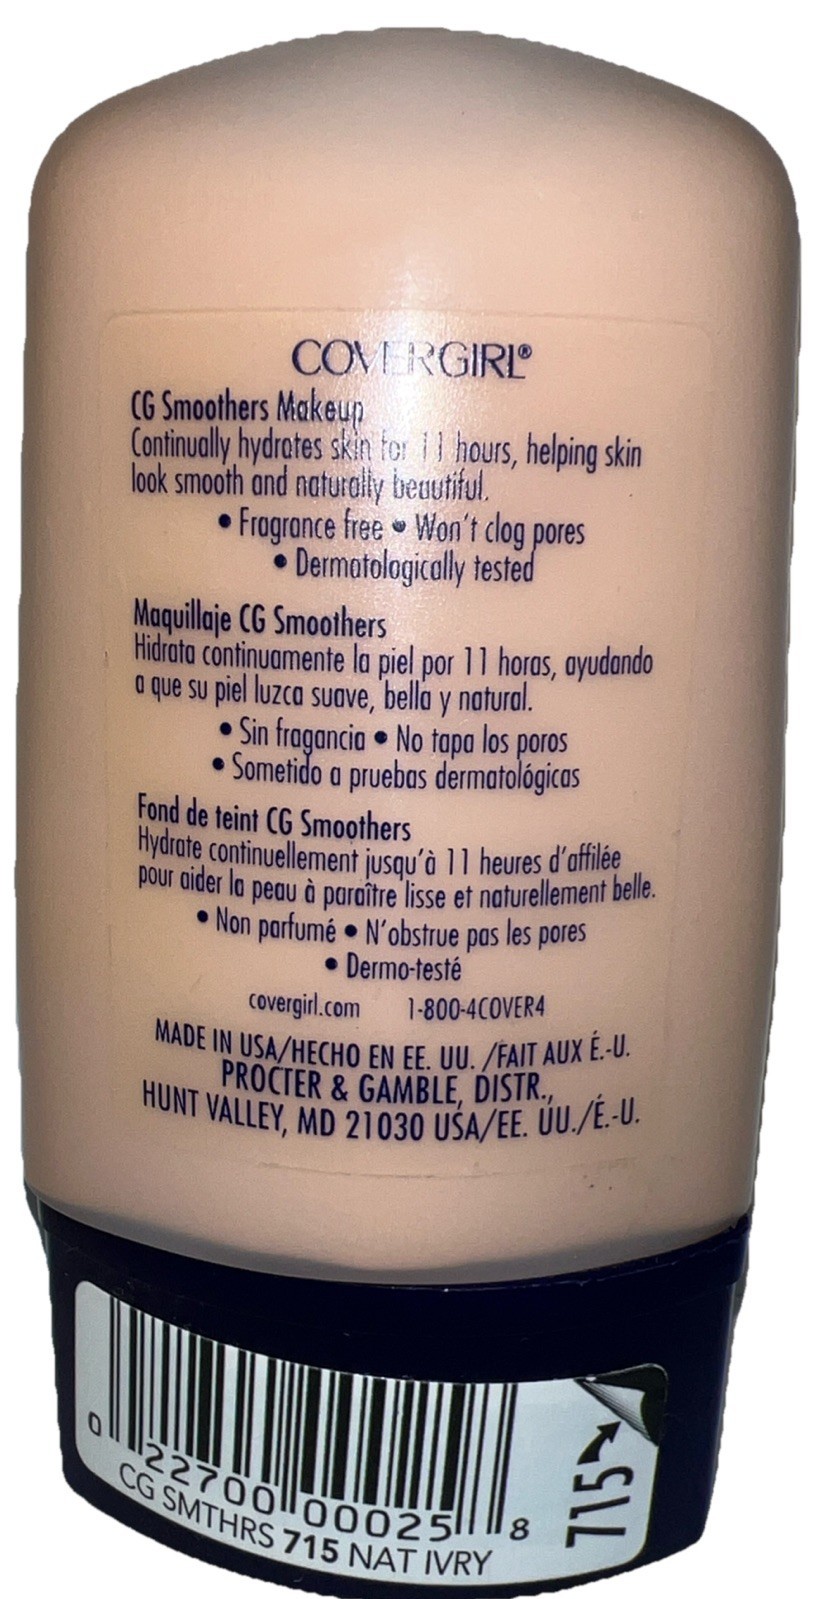 COVERGIRL®
CG Smoothers Makeup
Continually hydrates skin for 11 hours, helping skin
look smooth and naturally beautiful.
• Fragrance free • Won't clog pores
• Dermatologically tested
Maquillaje CG Smoothers
Hidrata continuamente la piel por 11 horas, ayudando
a que su piel luzca suave, bella y natural.
• Sin fragancia • No tapa los poros
• Sometido a pruebas dermatológicas
Fond de teint CG Smoothers
Hydrate continuellement jusqu'à 11 heures d'affilée
pour aider la peau à paraître lisse et naturellement belle.
• Non parfumé • N'obstrue pas les pores
• Dermo-testé
covergirl.com 1-800-4COVER4
MADE IN USA/HECHO EN EE. UU. /FAIT AUX É.-U.
PROCTER & GAMBLE, DISTR.,
HUNT VALLEY, MD 21030 USA/EE. UU./É.-U.
0 22700 00025 8
CG SMTHRS 715 NAT IVRY
715